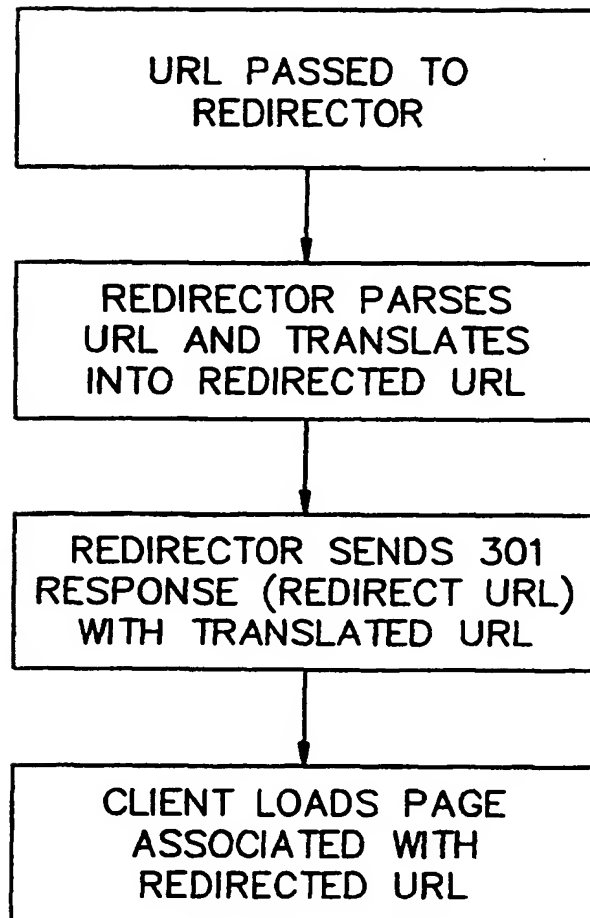 URL PASSED TO
REDIRECTOR
REDIRECTOR PARSES
URL AND TRANSLATES
INTO REDIRECTED URL
REDIRECTOR SENDS 301
RESPONSE (REDIRECT URL)
WITH TRANSLATED URL
CLIENT LOADS PAGE
ASSOCIATED WITH
REDIRECTED URL